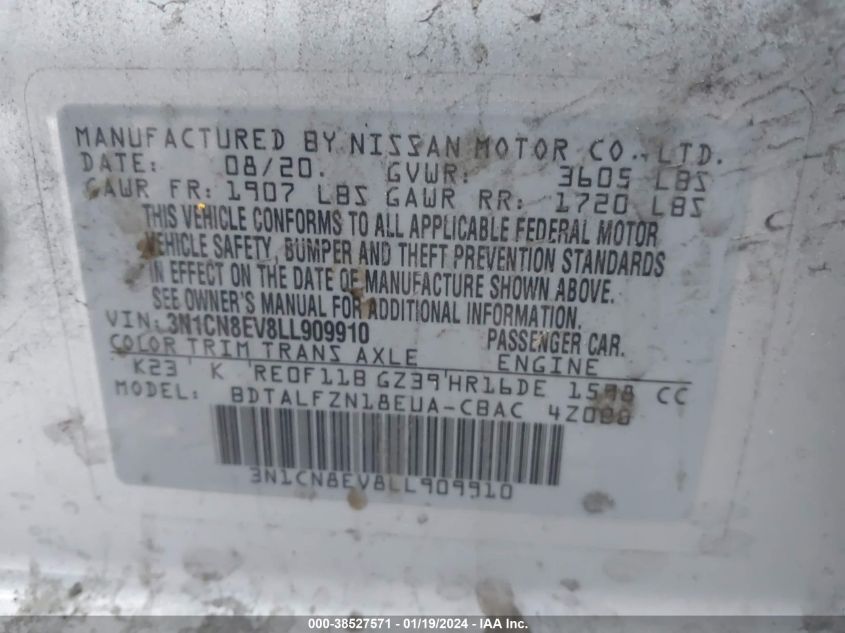 MANUFACTURED BY NISSAN MOTOR CO., LTD.
DATE: 08/20. GVWR: 3605 LBS
GAWR FR: 1907 LBS GAWR RR: 1720 LBS
THIS VEHICLE CONFORMS TO ALL APPLICABLE FEDERAL MOTOR
VEHICLE SAFETY, BUMPER AND THEFT PREVENTION STANDARDS
IN EFFECT ON THE DATE OF MANUFACTURE SHOWN ABOVE.
SEE OWNER'S MANUAL FOR ADDITIONAL INFORMATION.
VIN: 3N1CN8EV8LL909910 PASSENGER CAR.
COLOR TRIM TRANS AXLE ENGINE
K23 K RE0F11B GZ39 HR16DE 1598 CC
MODEL: BDTALFZN18EUA-CBAC 4Z000
3N1CN8EV8LL909910
000-38527571 - 01/19/2024 - IAA Inc.